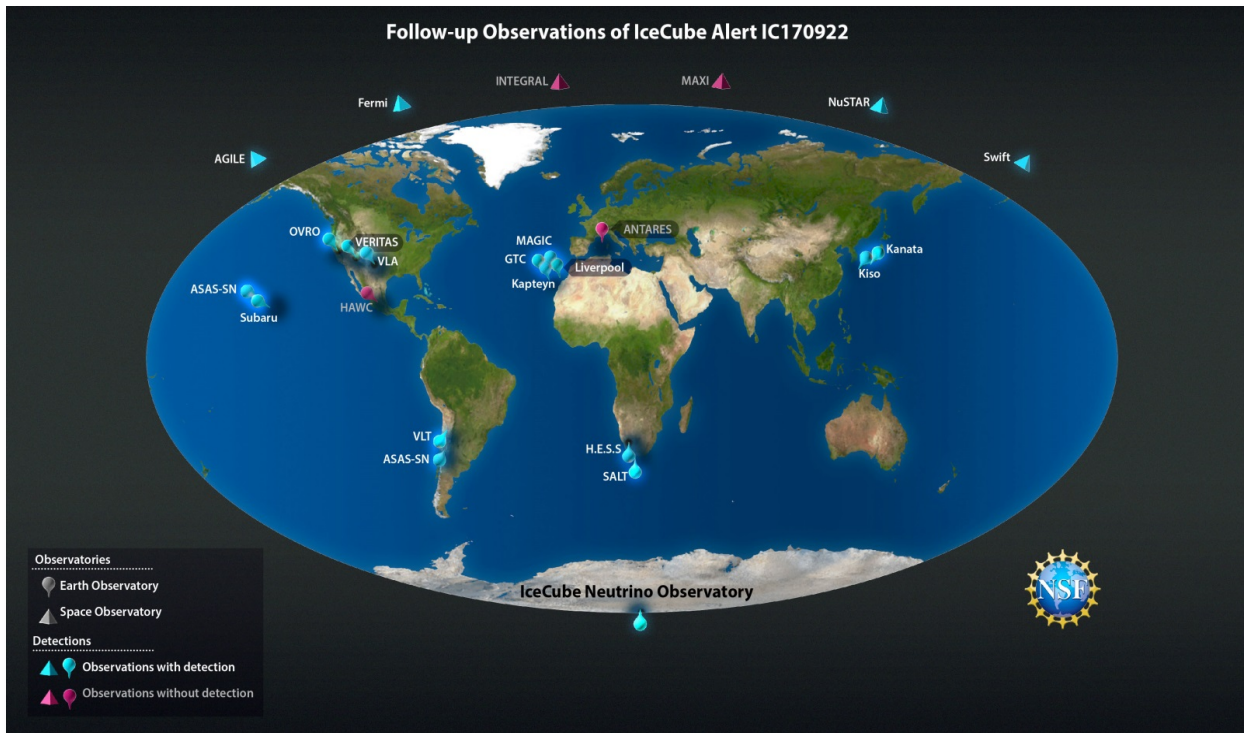 Follow-up Observations of IceCube Alert IC170922
INTEGRAL
MAXI
Fermi
NuSTAR
AGILE
Swift
OVRO
VERITAS
VLA
ANTARES
MAGIC
GTC
Liverpool
Kapteyn
Kanata
Kiso
ASAS-SN
Subaru
HAWC
VLT
ASAS-SN
H.E.S.S
SALT
IceCube Neutrino Observatory
Observatories
Earth Observatory
Space Observatory
Detections
Observations with detection
Observations without detection
NSF